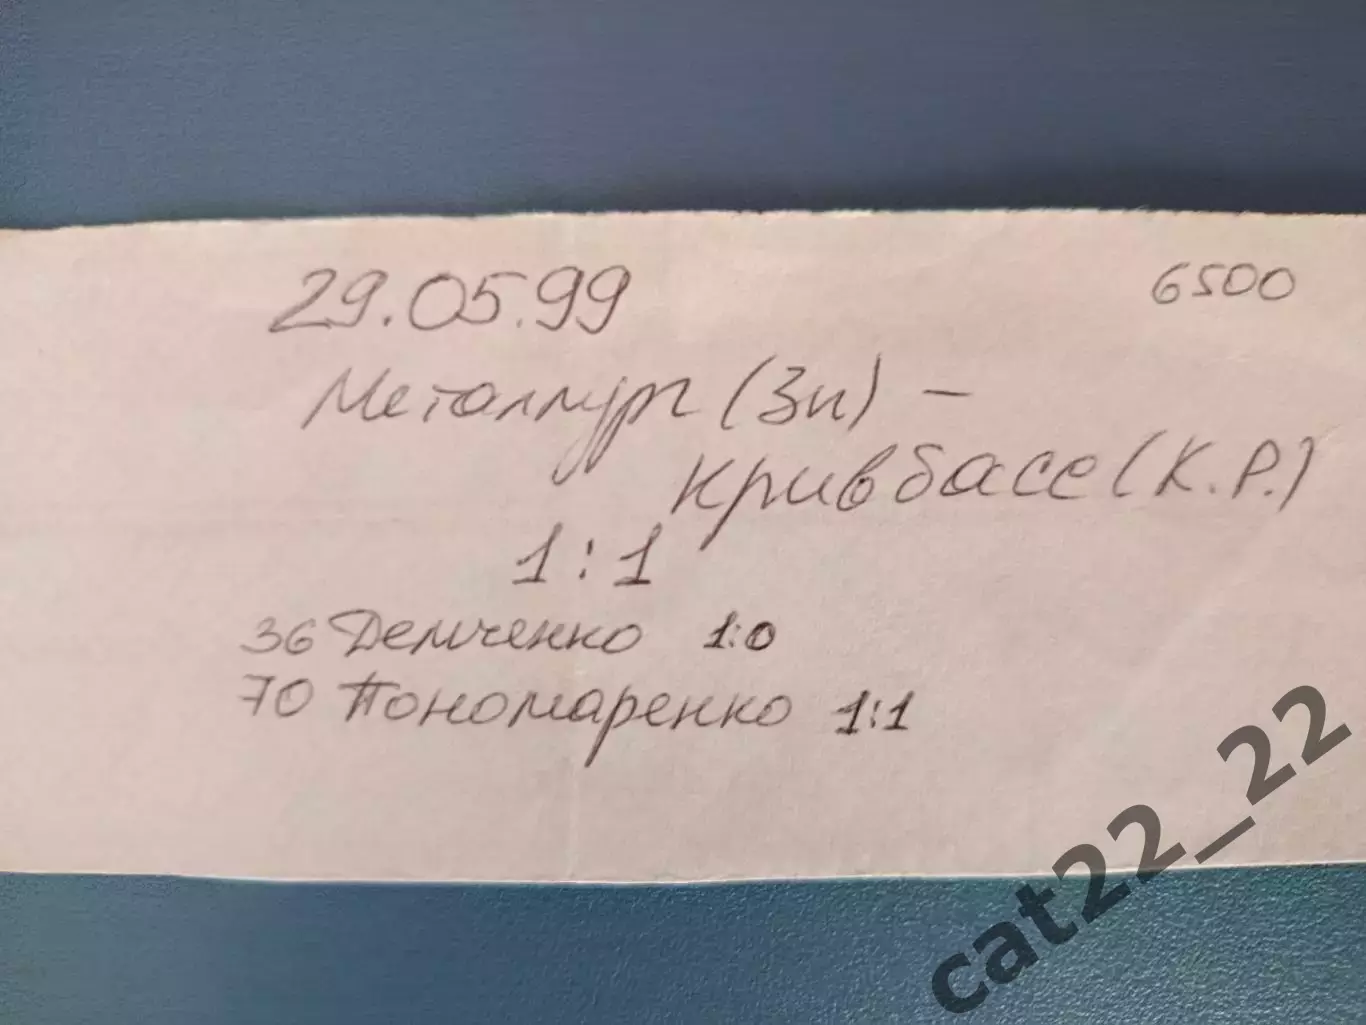 29.05.99 6500
Металлург (Зп) -
Кривбасс (К.Р.)
1:1
36 Демченко 1:0
70 Пономаренко 1:1
cat22_22